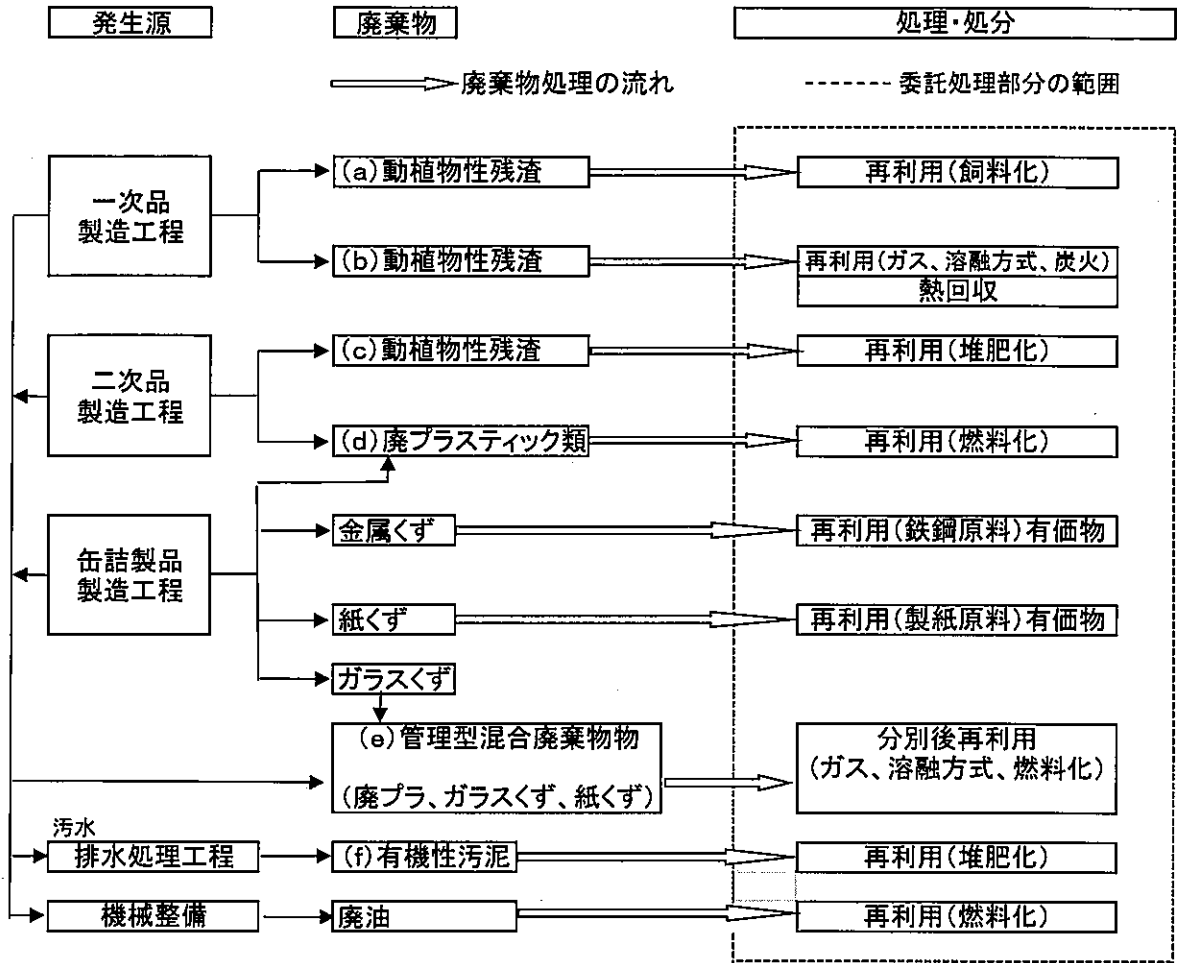 発生源
廃棄物
処理・処分
廃棄物処理の流れ
委託処理部分の範囲
一次品
製造工程
(a)動植物性残渣
再利用(飼料化)
(b)動植物性残渣
再利用(ガス、溶融方式、炭火)
熱回収
二次品
製造工程
(c)動植物性残渣
再利用(堆肥化)
(d)廃プラスティック類
再利用(燃料化)
缶詰製品
製造工程
金属くず
再利用(鉄鋼原料)有価物
紙くず
再利用(製紙原料)有価物
ガラスくず
(e)管理型混合廃棄物物
(廃プラ、ガラスくず、紙くず)
分別後再利用
(ガス、溶融方式、燃料化)
汚水
排水処理工程
(f)有機性汚泥
再利用(堆肥化)
機械整備
廃油
再利用(燃料化)